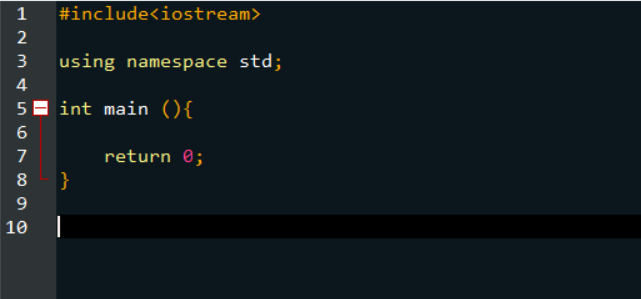 1 #include<iostream>
2
3 using namespace std;
4
5 int main (){
6
7     return 0;
8 }
9
10